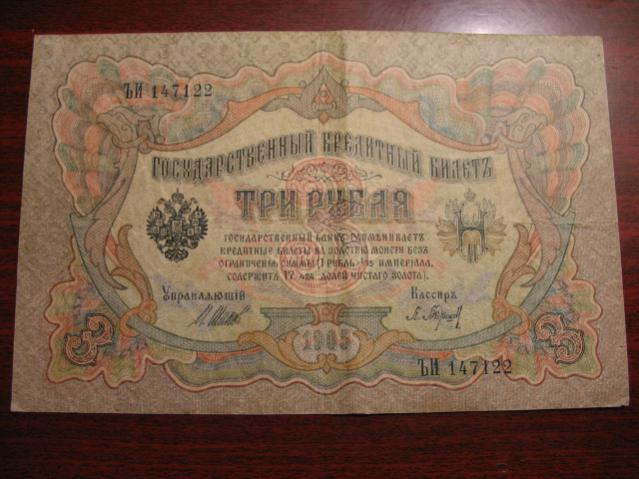 ЪИ 147122
ГОСУДАРСТВЕННЫЙ КРЕДИТНЫЙ БИЛЕТЪ
ТРИ РУБЛЯ
ГОСУДАРСТВЕННЫЙ БАНКЪ РАЗМѢНИВАЕТЪ
КРЕДИТНЫЕ БИЛЕТЫ НА ЗОЛОТУЮ МОНЕТУ БЕЗЪ
ОГРАНИЧЕНІЯ СУММЫ (1 РУБЛЬ = 1/15 ИМПЕРІАЛА,
СОДЕРЖИТЪ 17,424 ДОЛЕЙ ЧИСТАГО ЗОЛОТА).
Управляющій
Кассиръ
1905
3
3
ЪИ 147122